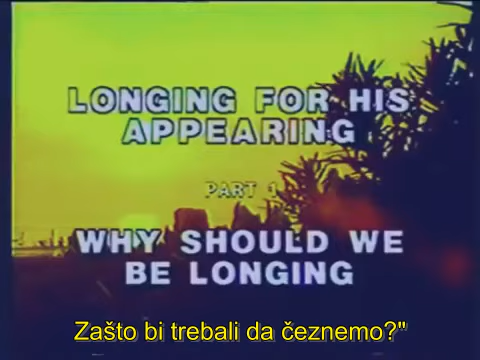 LONGING FOR HIS
APPEARING
PART 1
WHY SHOULD WE
BE LONGING
Zašto bi trebali da čeznemo?"